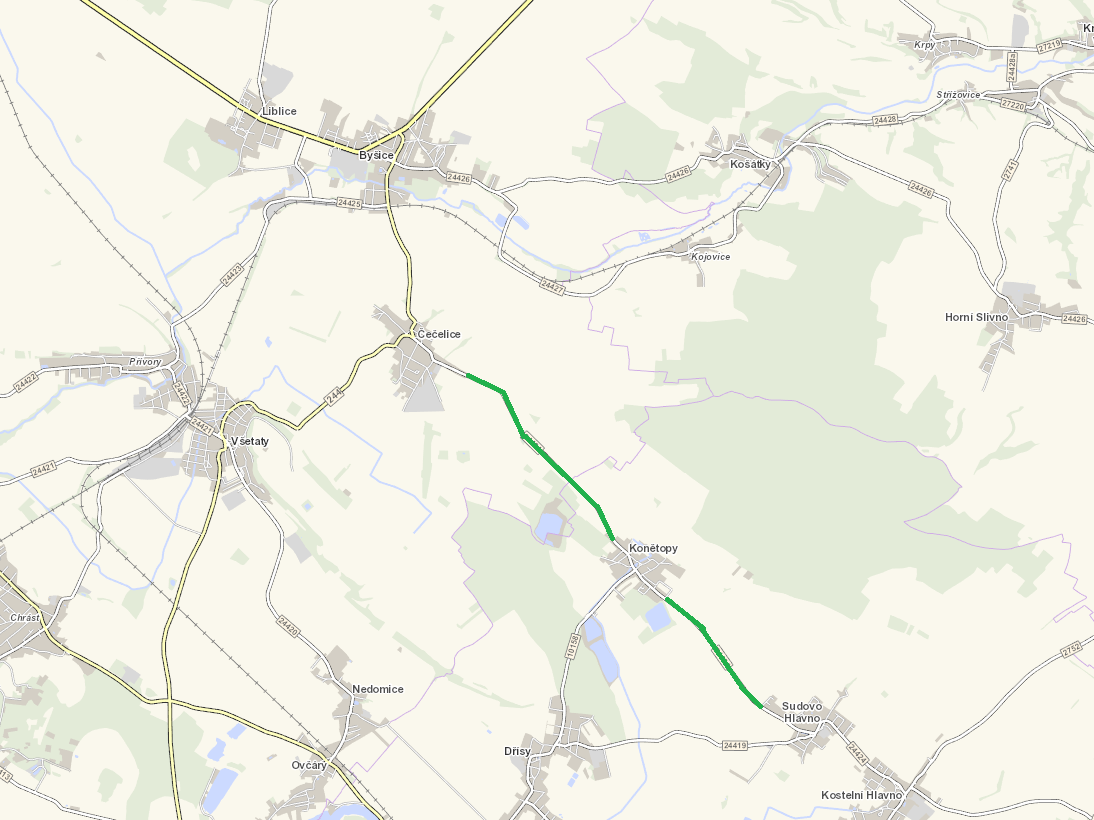 Kr
Krpy
27219
24428a
Střížovice
27220
24428
Liblice
Byšice
24426
24426
Košátky
24426
2741
24425
24423
24427
Kojovice
Horní Slivno
24426
Čečelice
Přívory
24422
24422
244
24421
Všetaty
24421
Konětopy
Chrást
24420
10158
2752
Nedomice
Sudovo
Hlavno
Dřísy
24419
24424
Ovčáry
Kostelní Hlavno